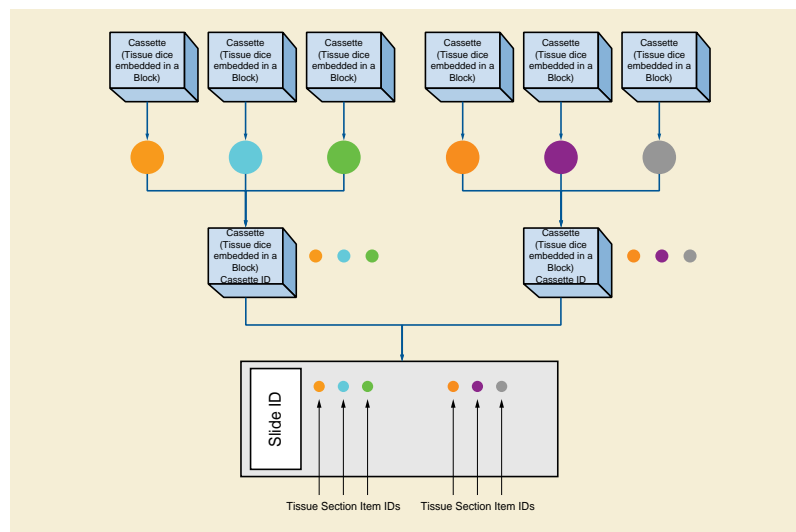 Cassette
(Tissue dice
embedded in a
Block)
Cassette
(Tissue dice
embedded in a
Block)
Cassette
(Tissue dice
embedded in a
Block)
Cassette
(Tissue dice
embedded in a
Block)
Cassette
(Tissue dice
embedded in a
Block)
Cassette
(Tissue dice
embedded in a
Block)
Cassette
(Tissue dice
embedded in a
Block)
Cassette ID
Cassette
(Tissue dice
embedded in a
Block)
Cassette ID
Slide ID
Tissue Section Item IDs
Tissue Section Item IDs